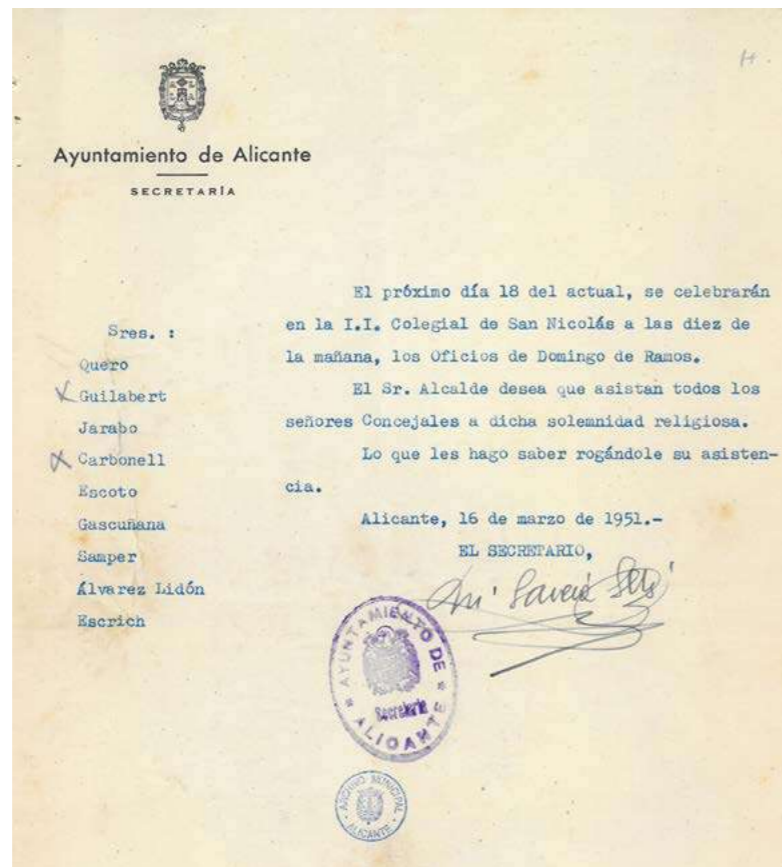 H.
Ayuntamiento de Alicante
SECRETARÍA
El próximo día 18 del actual, se celebrarán
en la I.I. Colegial de San Nicolás a las diez de
la mañana, los Oficios de Domingo de Ramos.
El Sr. Alcalde desea que asistan todos los
señores Concejales a dicha solemnidad religiosa.
Lo que les hago saber rogándole su asisten-
cia.
Alicante, 16 de marzo de 1951.-
EL SECRETARIO,
Sres. :
Quero
Guilabert
Jarabo
Carbonell
Escoto
Gascuñana
Samper
Álvarez Lidón
Escrich
AYUNTAMIENTO DE
Secretaría
ALICANTE
ARCHIVO MUNICIPAL
ALICANTE